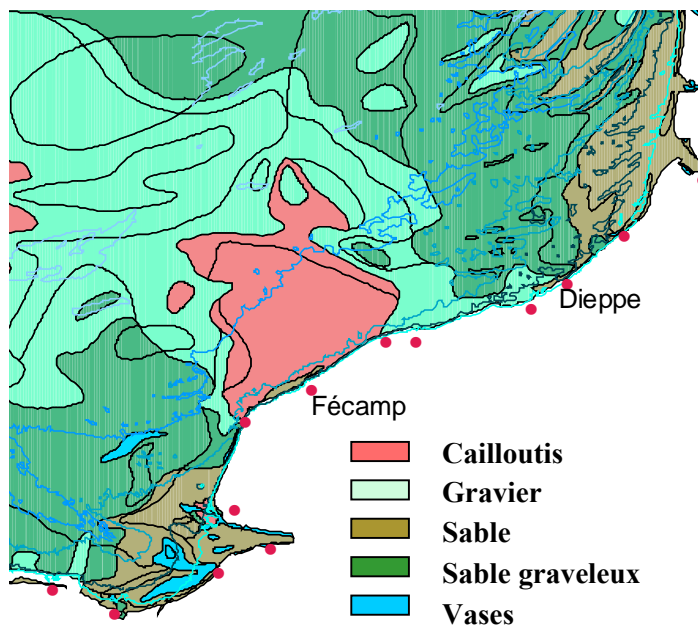 Dieppe
Fécamp
Cailloutis
Gravier
Sable
Sable graveleux
Vases